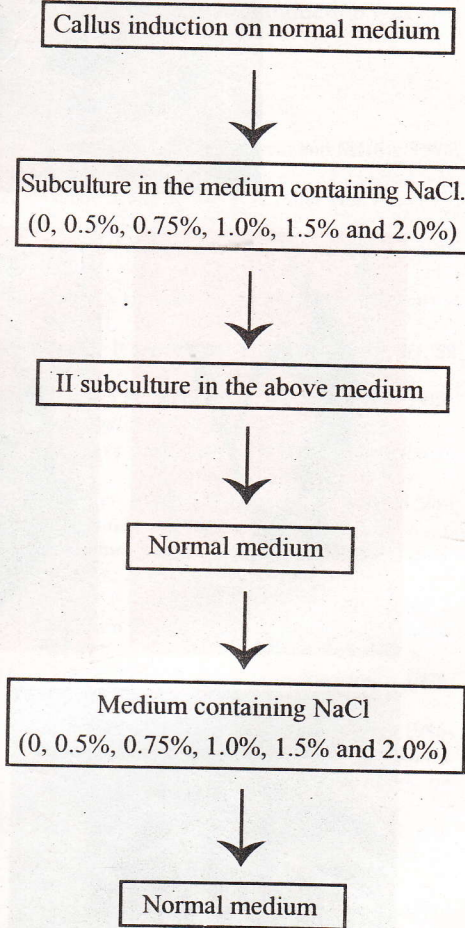 Callus induction on normal medium
Subculture in the medium containing NaCl.
(0, 0.5%, 0.75%, 1.0%, 1.5% and 2.0%)
II subculture in the above medium
Normal medium
Medium containing NaCl
(0, 0.5%, 0.75%, 1.0%, 1.5% and 2.0%)
Normal medium